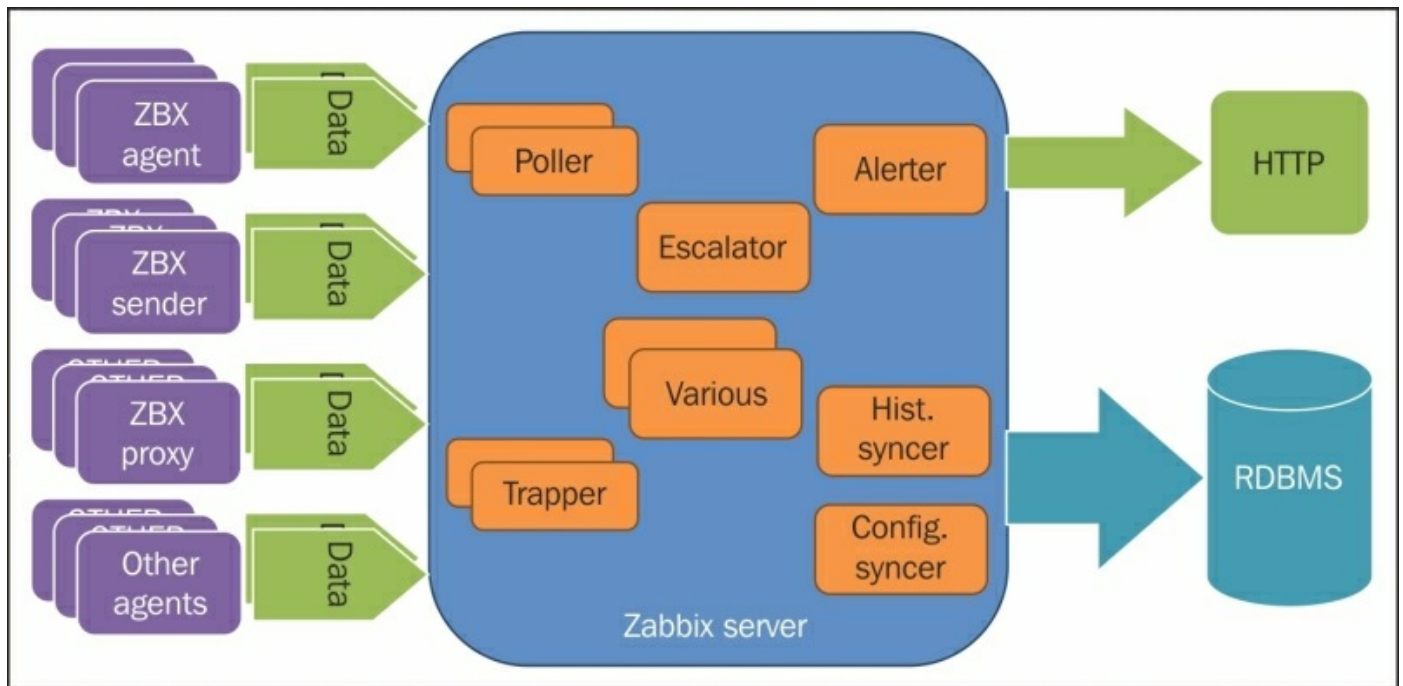 ZBX
agent
Data
ZBX
sender
Data
ZBX
proxy
Data
Other
agents
Data
Poller
Alerter
Escalator
Various
Hist.
syncer
Trapper
Config.
syncer
Zabbix server
HTTP
RDBMS